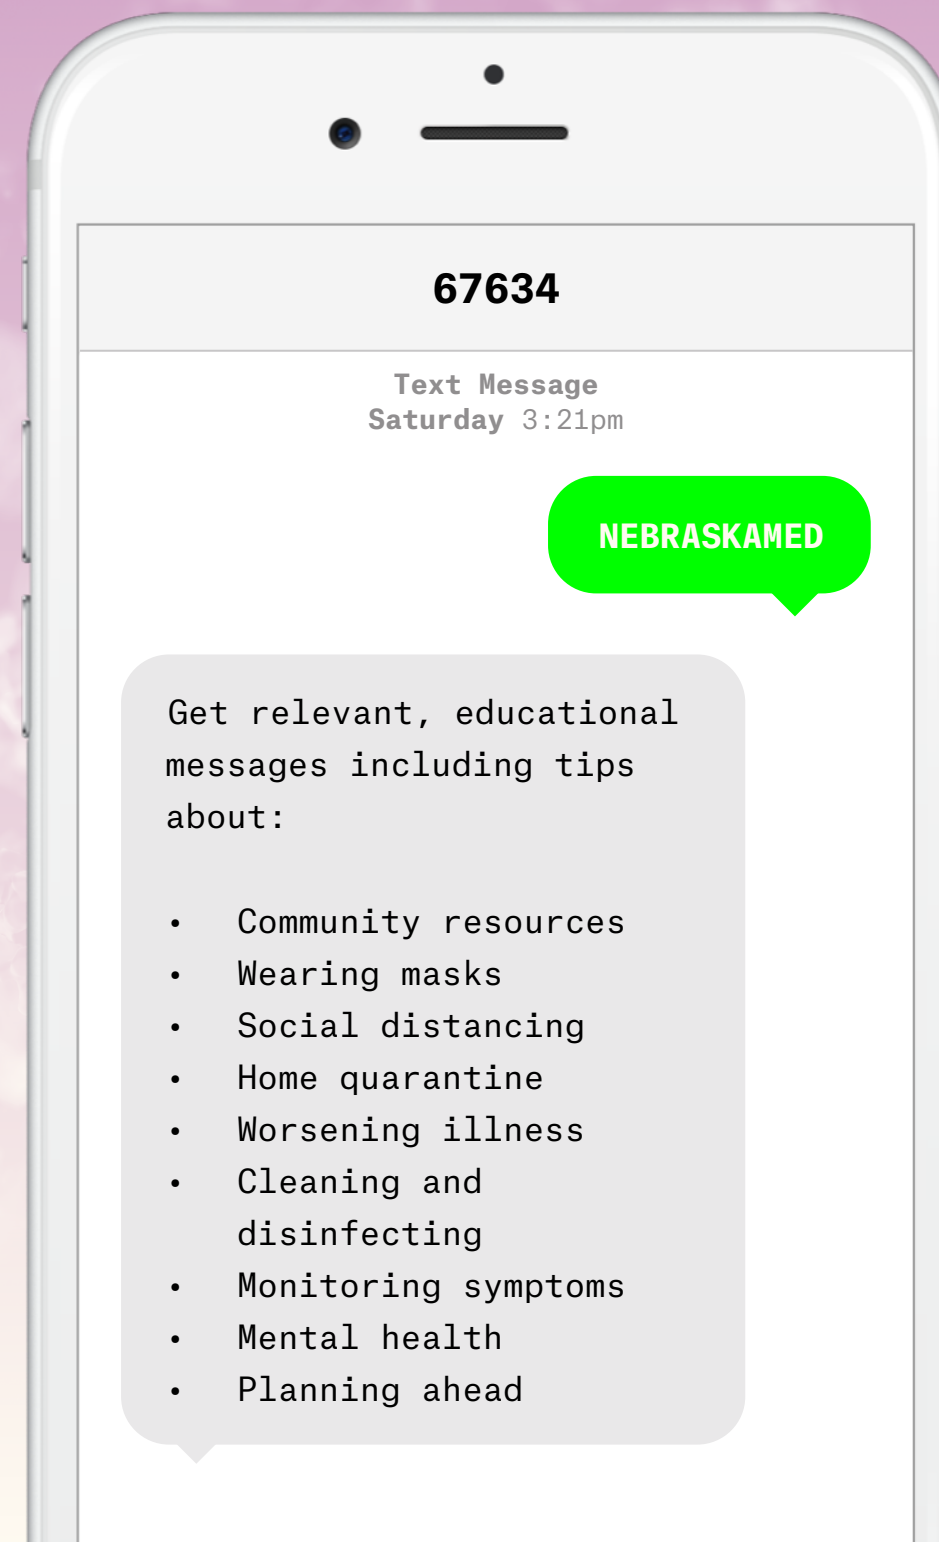 67634
Text Message
Saturday 3:21pm
NEBRASKAMED
Get relevant, educational
messages including tips
about:
• Community resources
• Wearing masks
• Social distancing
• Home quarantine
• Worsening illness
• Cleaning and
disinfecting
• Monitoring symptoms
• Mental health
• Planning ahead